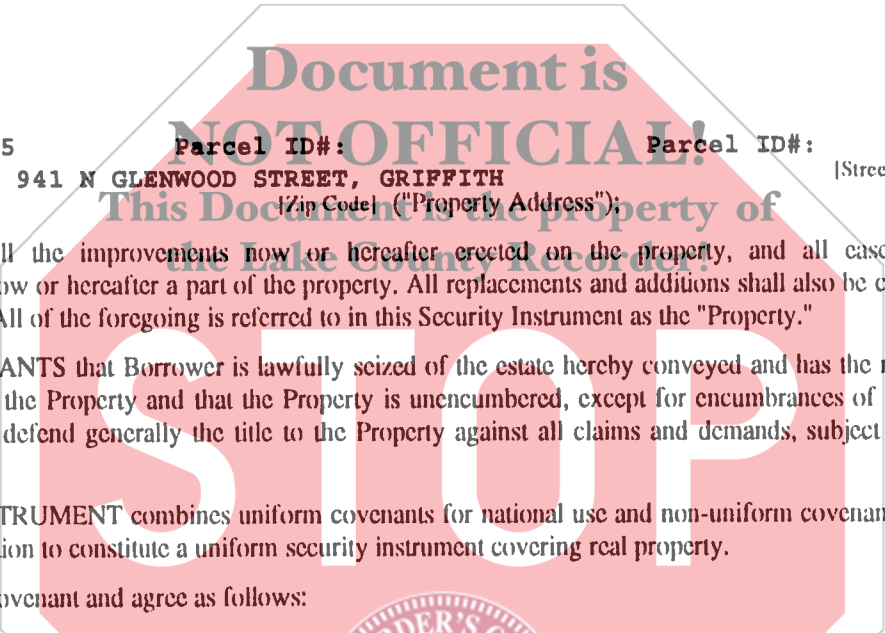 Document is
NOT OFFICIAL!
5 Parcel ID#: Parcel ID#:
941 N GLENWOOD STREET, GRIFFITH [Stree
This Document is the property of
[Zip Code] ("Property Address");
the Lake County Recorder!
ll the improvements now or hereafter erected on the property, and all ease
ow or hereafter a part of the property. All replacements and additions shall also be c
All of the foregoing is referred to in this Security Instrument as the "Property."
ANTS that Borrower is lawfully seized of the estate hereby conveyed and has the r
the Property and that the Property is unencumbered, except for encumbrances of
defend generally the title to the Property against all claims and demands, subject
STOP
TRUMENT combines uniform covenants for national use and non-uniform covenan
tion to constitute a uniform security instrument covering real property.
ovenant and agree as follows:
RDER'S